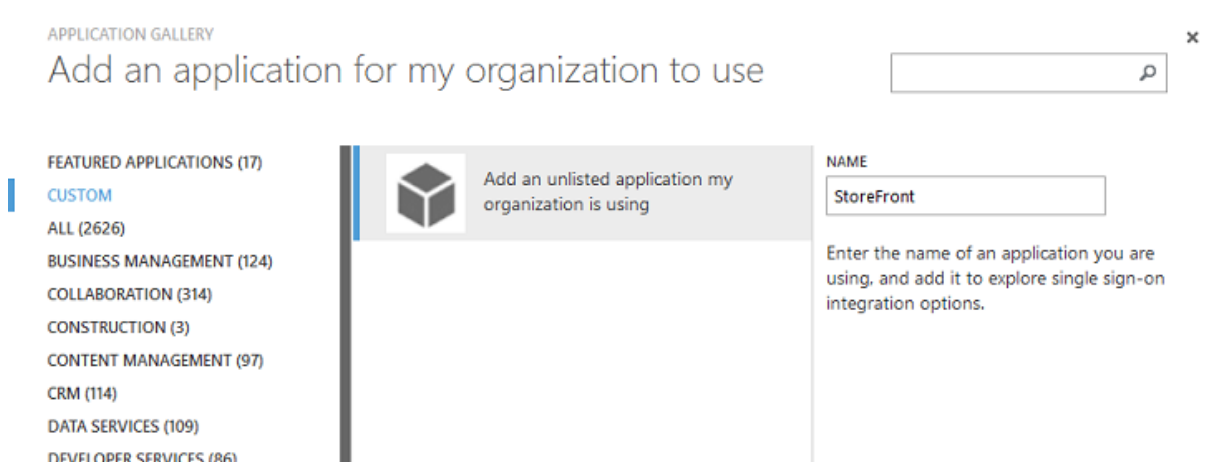 APPLICATION GALLERY
Add an application for my organization to use
FEATURED APPLICATIONS (17)
CUSTOM
ALL (2626)
BUSINESS MANAGEMENT (124)
COLLABORATION (314)
CONSTRUCTION (3)
CONTENT MANAGEMENT (97)
CRM (114)
DATA SERVICES (109)
DEVELOPER SERVICES (86)
Add an unlisted application my
organization is using
NAME
StoreFront
Enter the name of an application you are
using, and add it to explore single sign-on
integration options.